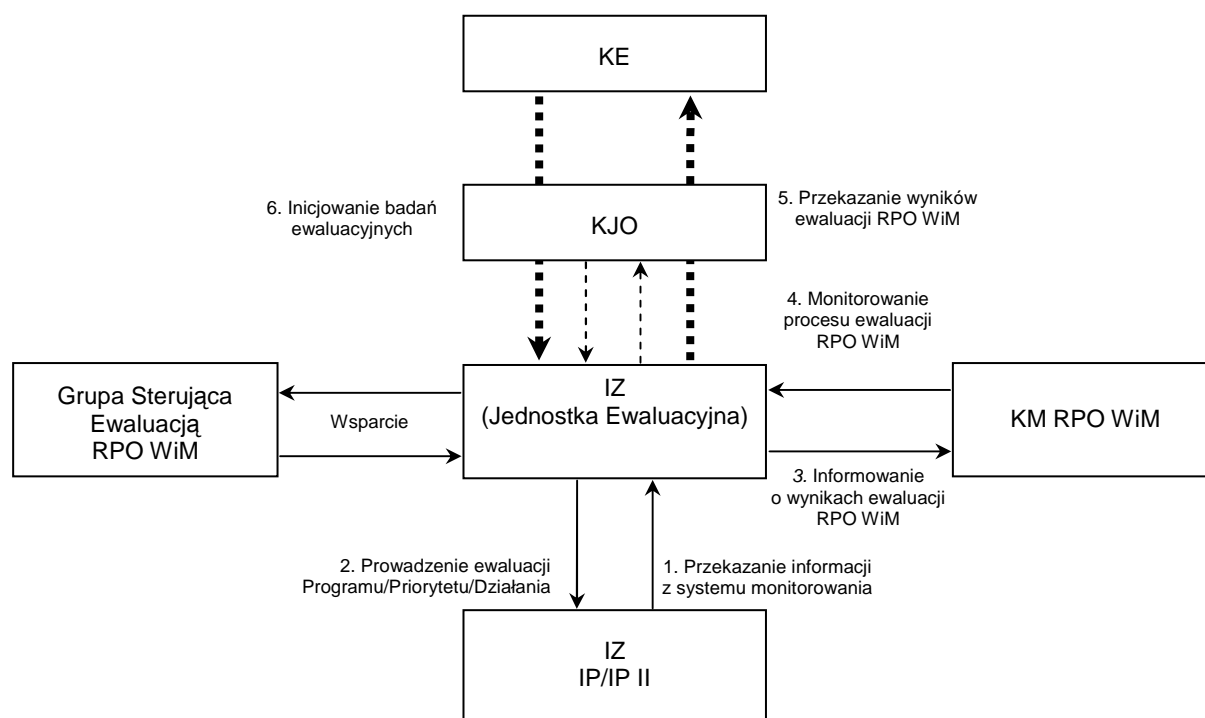 KE
6. Inicjowanie badań
ewaluacyjnych
KJO
5. Przekazanie wyników
ewaluacji RPO WiM
4. Monitorowanie
procesu ewaluacji
RPO WiM
Grupa Sterująca
Ewaluacją
RPO WiM
Wsparcie
IZ
(Jednostka Ewaluacyjna)
KM RPO WiM
3. Informowanie
o wynikach ewaluacji
RPO WiM
2. Prowadzenie ewaluacji
Programu/Priorytetu/Działania
1. Przekazanie informacji
z systemu monitorowania
IZ
IP/IP II